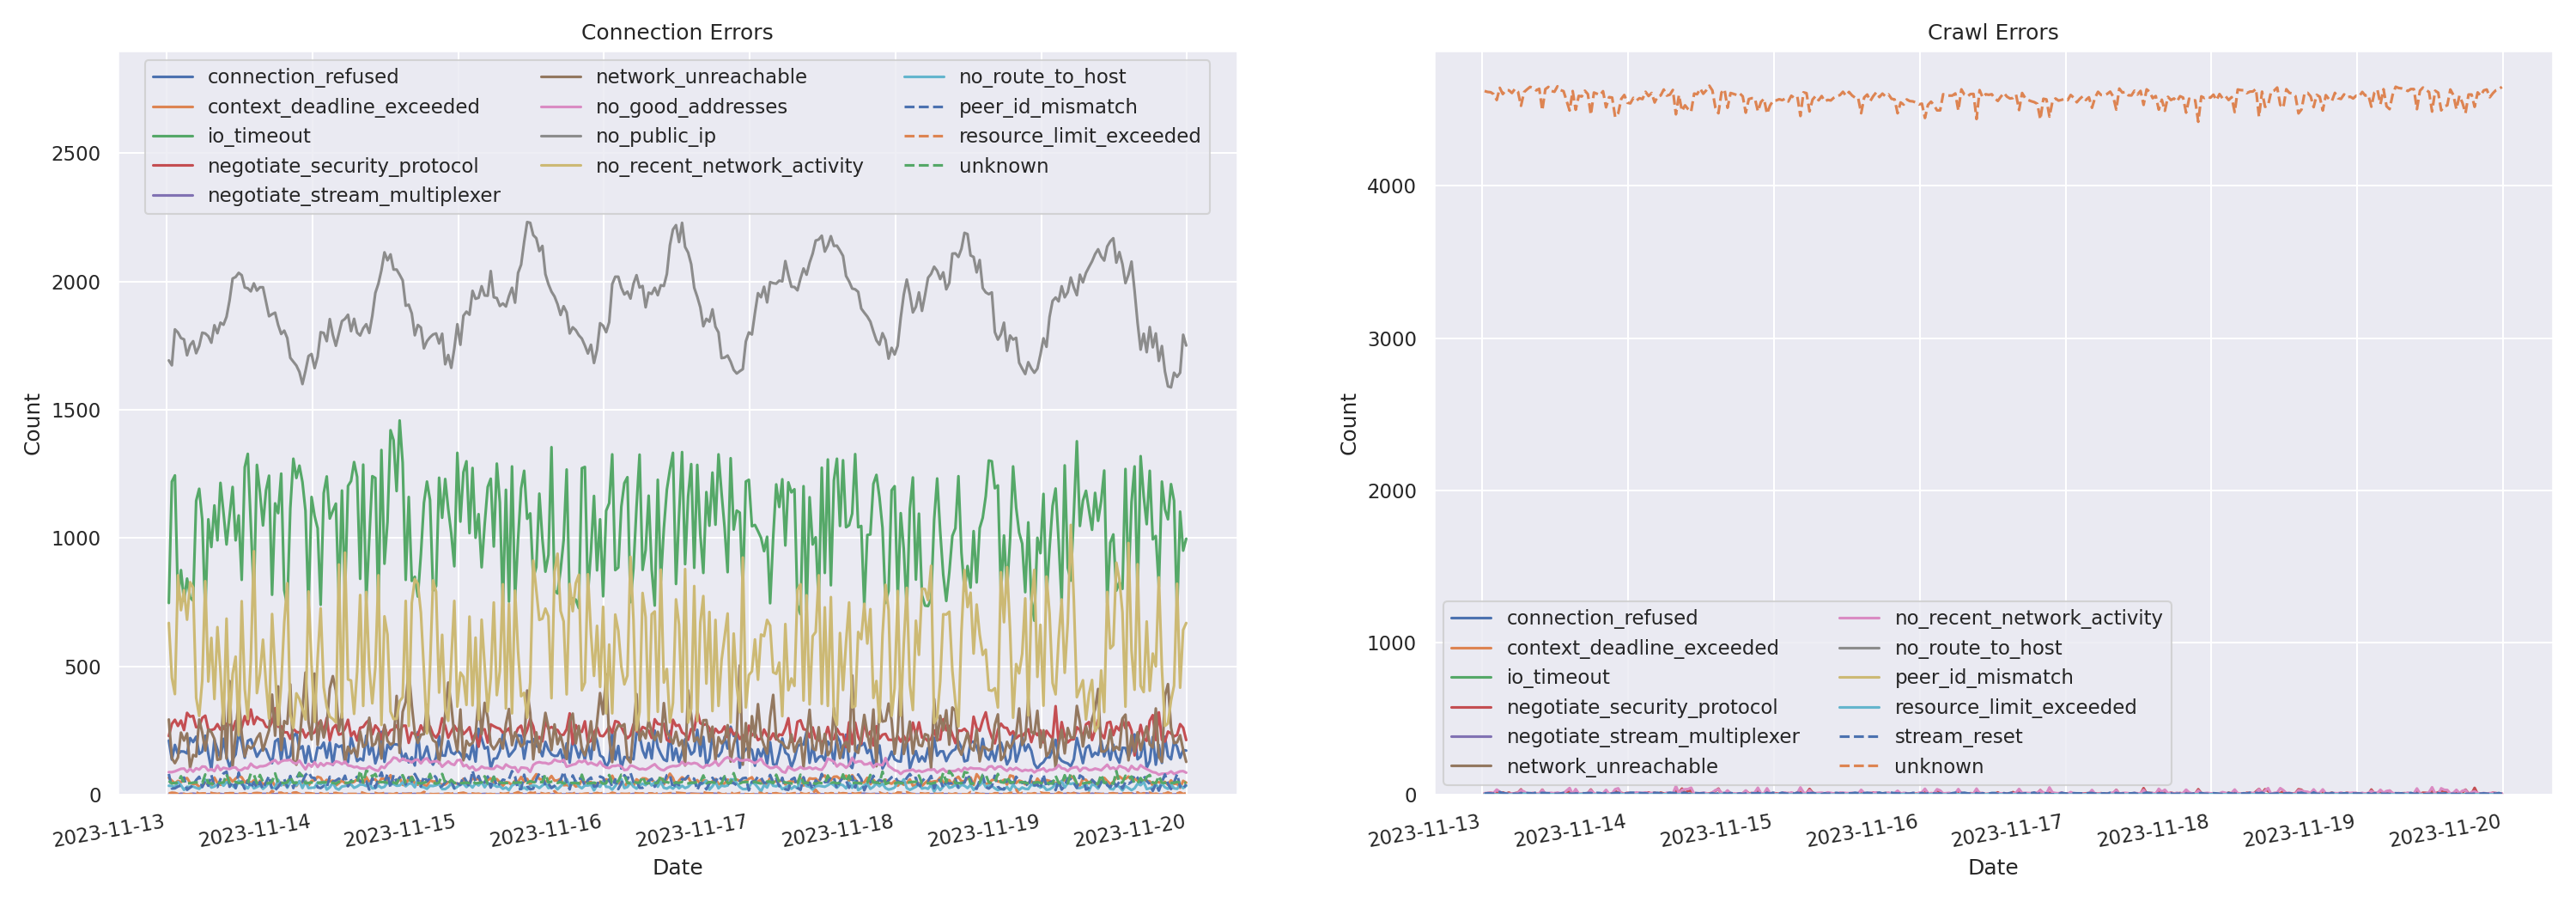 Connection Errors
connection_refused
context_deadline_exceeded
io_timeout
negotiate_security_protocol
negotiate_stream_multiplexer
network_unreachable
no_good_addresses
no_public_ip
no_recent_network_activity
no_route_to_host
peer_id_mismatch
resource_limit_exceeded
unknown
Count
2500
2000
1500
1000
500
0
2023-11-13
2023-11-14
2023-11-15
2023-11-16
2023-11-17
2023-11-18
2023-11-19
2023-11-20
Date
Crawl Errors
Count
4000
3000
2000
1000
0
connection_refused
context_deadline_exceeded
io_timeout
negotiate_security_protocol
negotiate_stream_multiplexer
network_unreachable
no_recent_network_activity
no_route_to_host
peer_id_mismatch
resource_limit_exceeded
stream_reset
unknown
2023-11-13
2023-11-14
2023-11-15
2023-11-16
2023-11-17
2023-11-18
2023-11-19
2023-11-20
Date